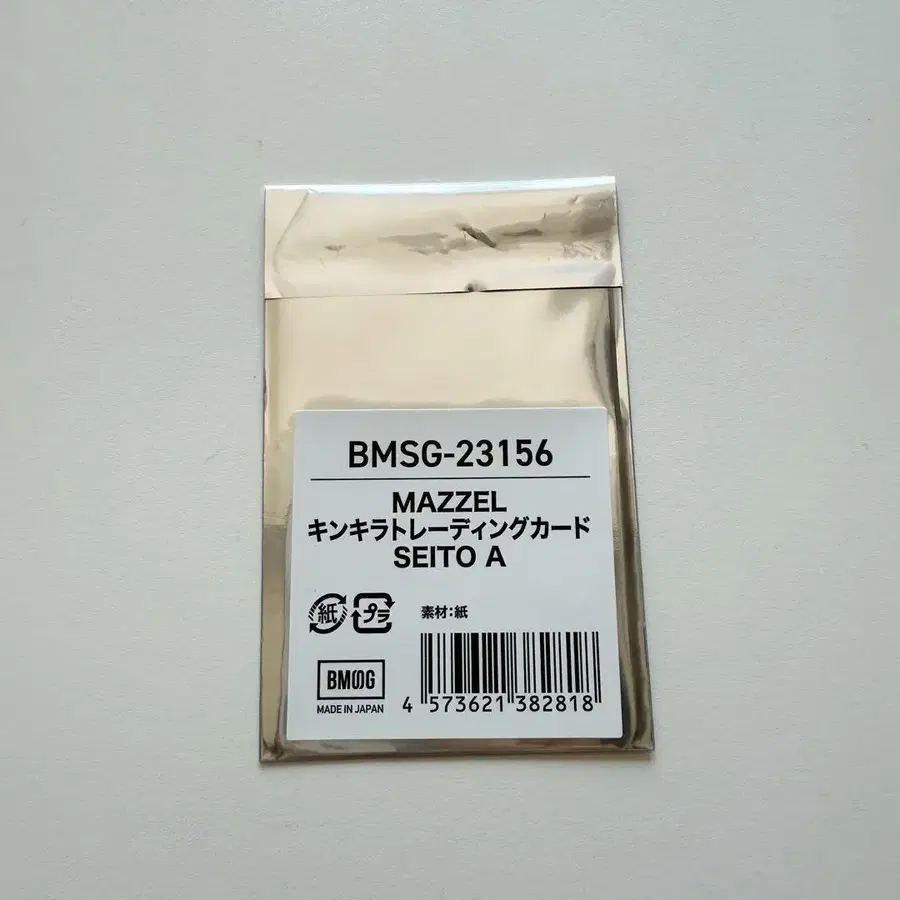 BMSG-23156
MAZZEL
キンキラトレーディングカード
SEITO A
紙 プラ 素材:紙
BMSG
MADE IN JAPAN
4 573621 382818